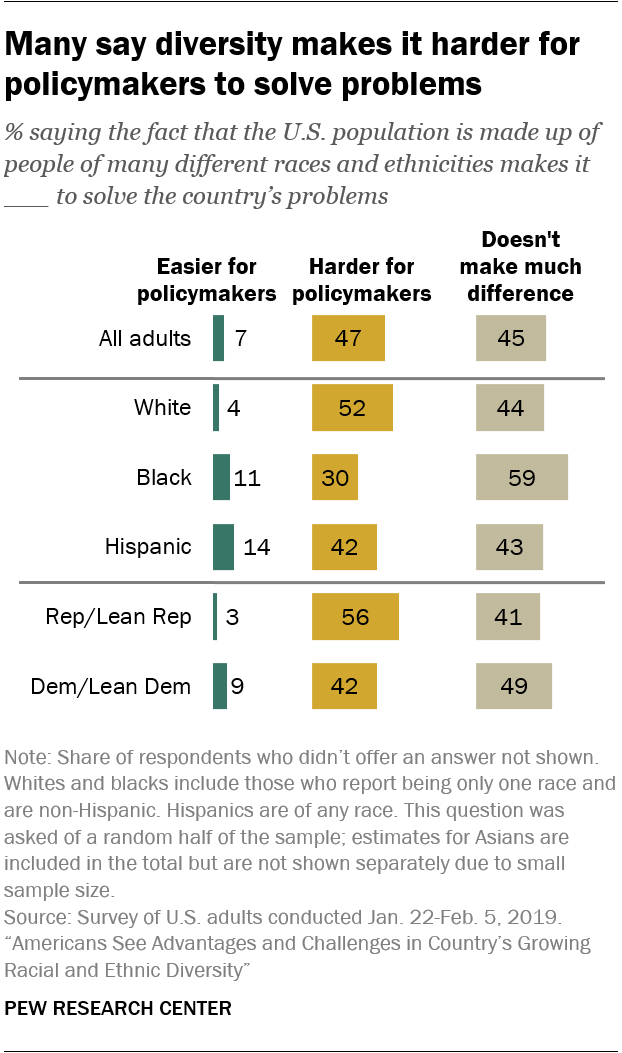 Many say diversity makes it harder for
policymakers to solve problems
% saying the fact that the U.S. population is made up of
people of many different races and ethnicities makes it
___ to solve the country’s problems
Easier for
policymakers
Harder for
policymakers
Doesn't
make much
difference
All adults 7 47 45
White 4 52 44
Black 11 30 59
Hispanic 14 42 43
Rep/Lean Rep 3 56 41
Dem/Lean Dem 9 42 49
Note: Share of respondents who didn’t offer an answer not shown.
Whites and blacks include those who report being only one race and
are non-Hispanic. Hispanics are of any race. This question was
asked of a random half of the sample; estimates for Asians are
included in the total but are not shown separately due to small
sample size.
Source: Survey of U.S. adults conducted Jan. 22-Feb. 5, 2019.
“Americans See Advantages and Challenges in Country’s Growing
Racial and Ethnic Diversity”
PEW RESEARCH CENTER